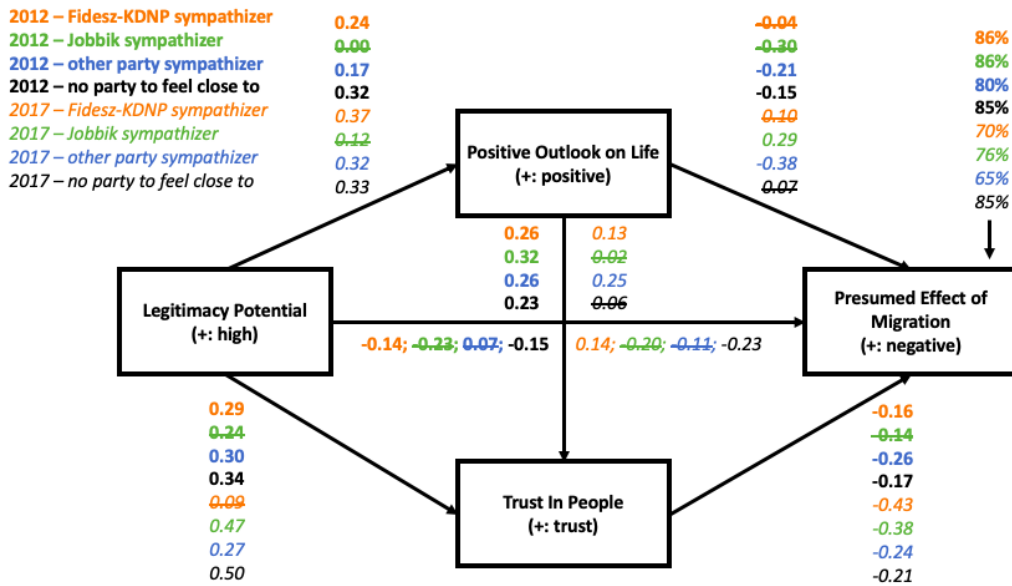 2012 – Fidesz-KDNP sympathizer
2012 – Jobbik sympathizer
2012 – other party sympathizer
2012 – no party to feel close to
2017 – Fidesz-KDNP sympathizer
2017 – Jobbik sympathizer
2017 – other party sympathizer
2017 – no party to feel close to
0.24
0.00
0.17
0.32
0.37
0.12
0.32
0.33
-0.04
-0.30
-0.21
-0.15
0.10
0.29
-0.38
0.07
86%
86%
80%
85%
70%
76%
65%
85%
Positive Outlook on Life
(+: positive)
0.26 0.13
0.32 0.02
0.26 0.25
0.23 0.06
Legitimacy Potential
(+: high)
Presumed Effect of
Migration
(+: negative)
-0.14; -0.23; 0.07; -0.15 0.14; -0.20; -0.11; -0.23
0.29
0.24
0.30
0.34
0.09
0.47
0.27
0.50
Trust In People
(+: trust)
-0.16
-0.14
-0.26
-0.17
-0.43
-0.38
-0.24
-0.21